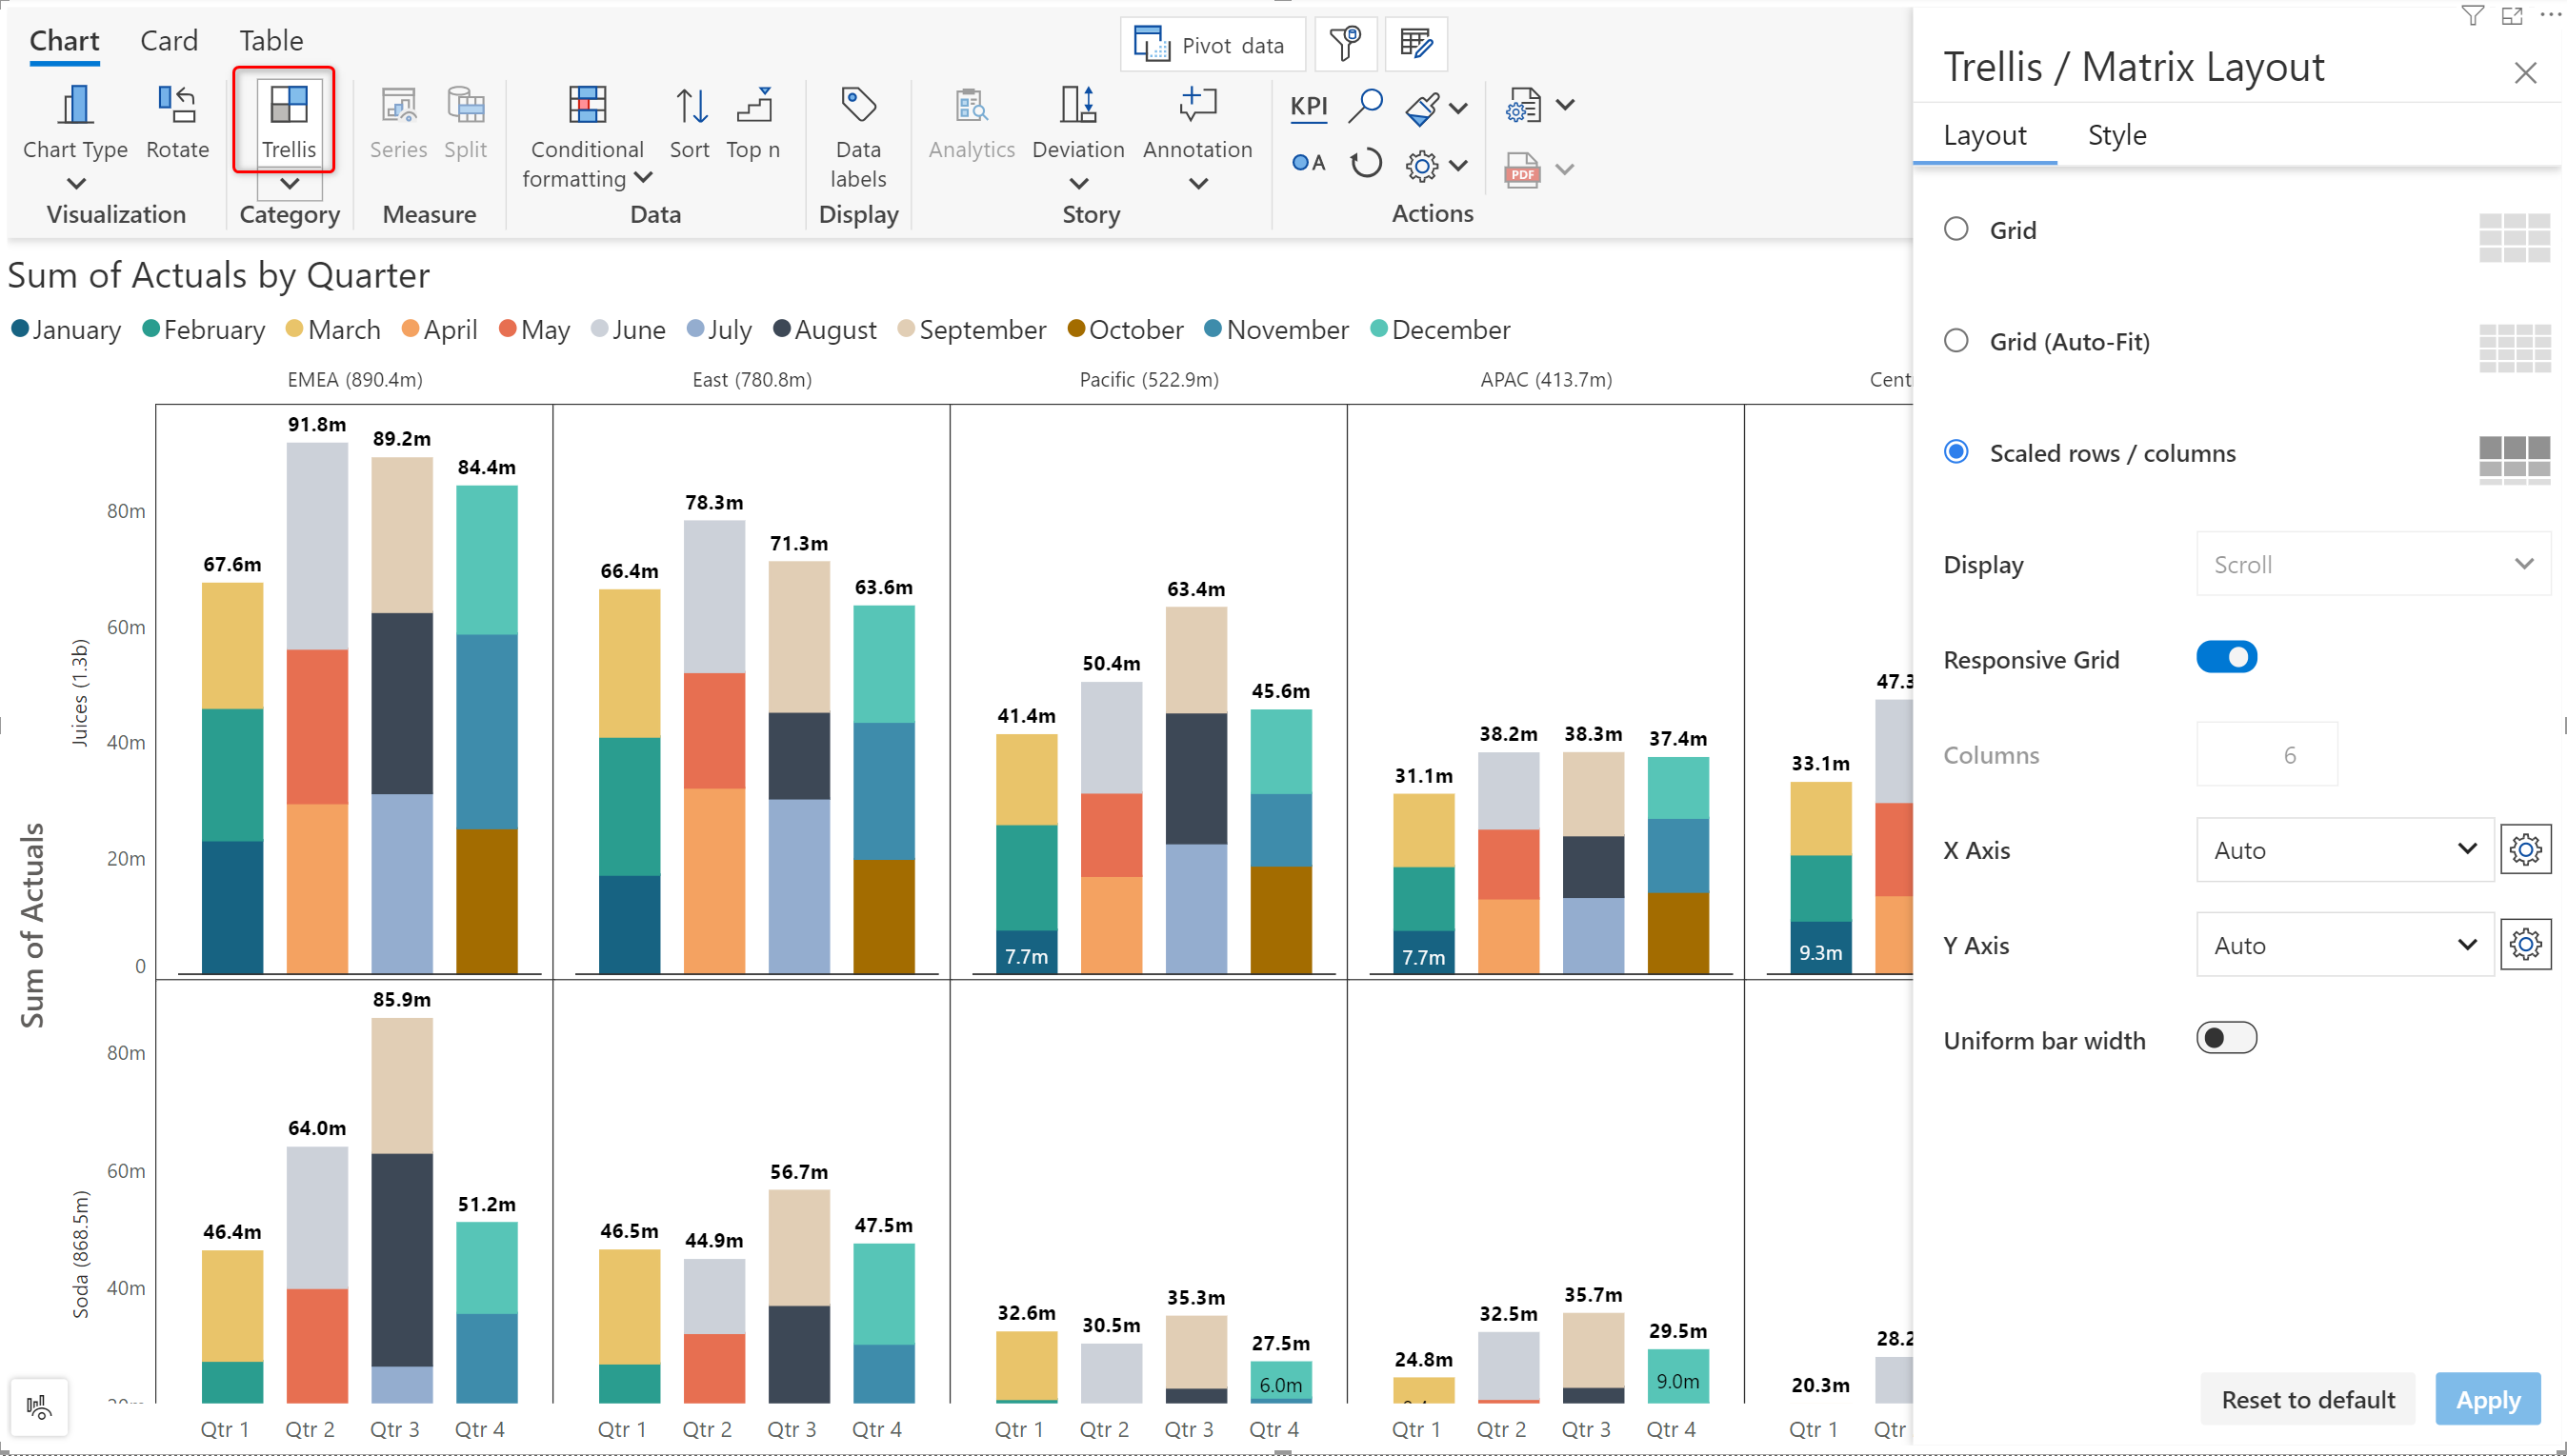 Chart Card Table
Pivot data
Chart Type Rotate Trellis Series Split Conditional formatting Sort Top n Data labels Analytics Deviation Annotation KPI A PDF
Visualization Category Measure Data Display Story Actions
Sum of Actuals by Quarter
January February March April May June July August September October November December
EMEA (890.4m) East (780.8m) Pacific (522.9m) APAC (413.7m) Cent
Sum of Actuals
Juices (1.3b)
80m
60m
40m
20m
0
67.6m 91.8m 89.2m 84.4m
66.4m 78.3m 71.3m 63.6m
41.4m 50.4m 63.4m 45.6m
7.7m
31.1m 38.2m 38.3m 37.4m
7.7m
33.1m 47.3
9.3m
Soda (868.5m)
80m
60m
40m
46.4m 64.0m 85.9m 51.2m
46.5m 44.9m 56.7m 47.5m
32.6m 30.5m 35.3m 27.5m
6.0m
24.8m 32.5m 35.7m 29.5m
9.0m
20.3m 28.2
Qtr 1 Qtr 2 Qtr 3 Qtr 4 Qtr 1 Qtr 2 Qtr 3 Qtr 4 Qtr 1 Qtr 2 Qtr 3 Qtr 4 Qtr 1 Qtr 2 Qtr 3 Qtr 4 Qtr 1 Qtr
Trellis / Matrix Layout
Layout Style
Grid
Grid (Auto-Fit)
Scaled rows / columns
Display Scroll
Responsive Grid
Columns 6
X Axis Auto
Y Axis Auto
Uniform bar width
Reset to default Apply